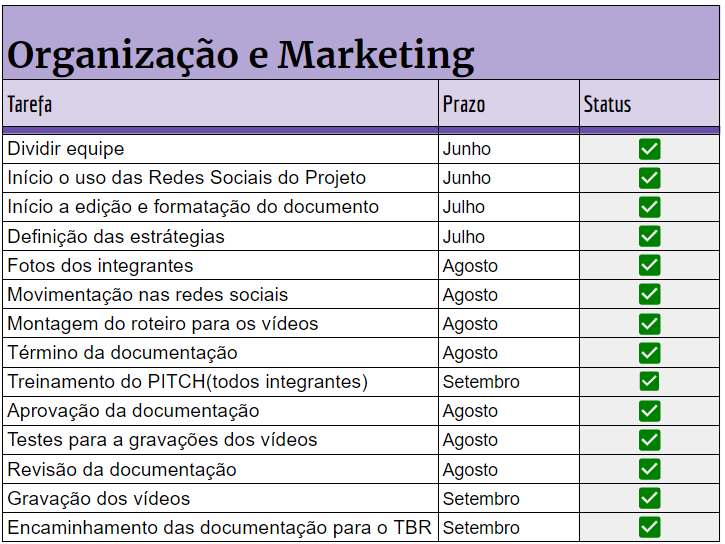 Organização e Marketing
Tarefa Prazo Status
Dividir equipe Junho
Início o uso das Redes Sociais do Projeto Junho
Início a edição e formatação do documento Julho
Definição das estrátegias Julho
Fotos dos integrantes Agosto
Movimentação nas redes sociais Agosto
Montagem do roteiro para os vídeos Agosto
Término da documentação Agosto
Treinamento do PITCH(todos integrantes) Setembro
Aprovação da documentação Agosto
Testes para a gravações dos vídeos Agosto
Revisão da documentação Agosto
Gravação dos vídeos Setembro
Encaminhamento das documentação para o TBR Setembro